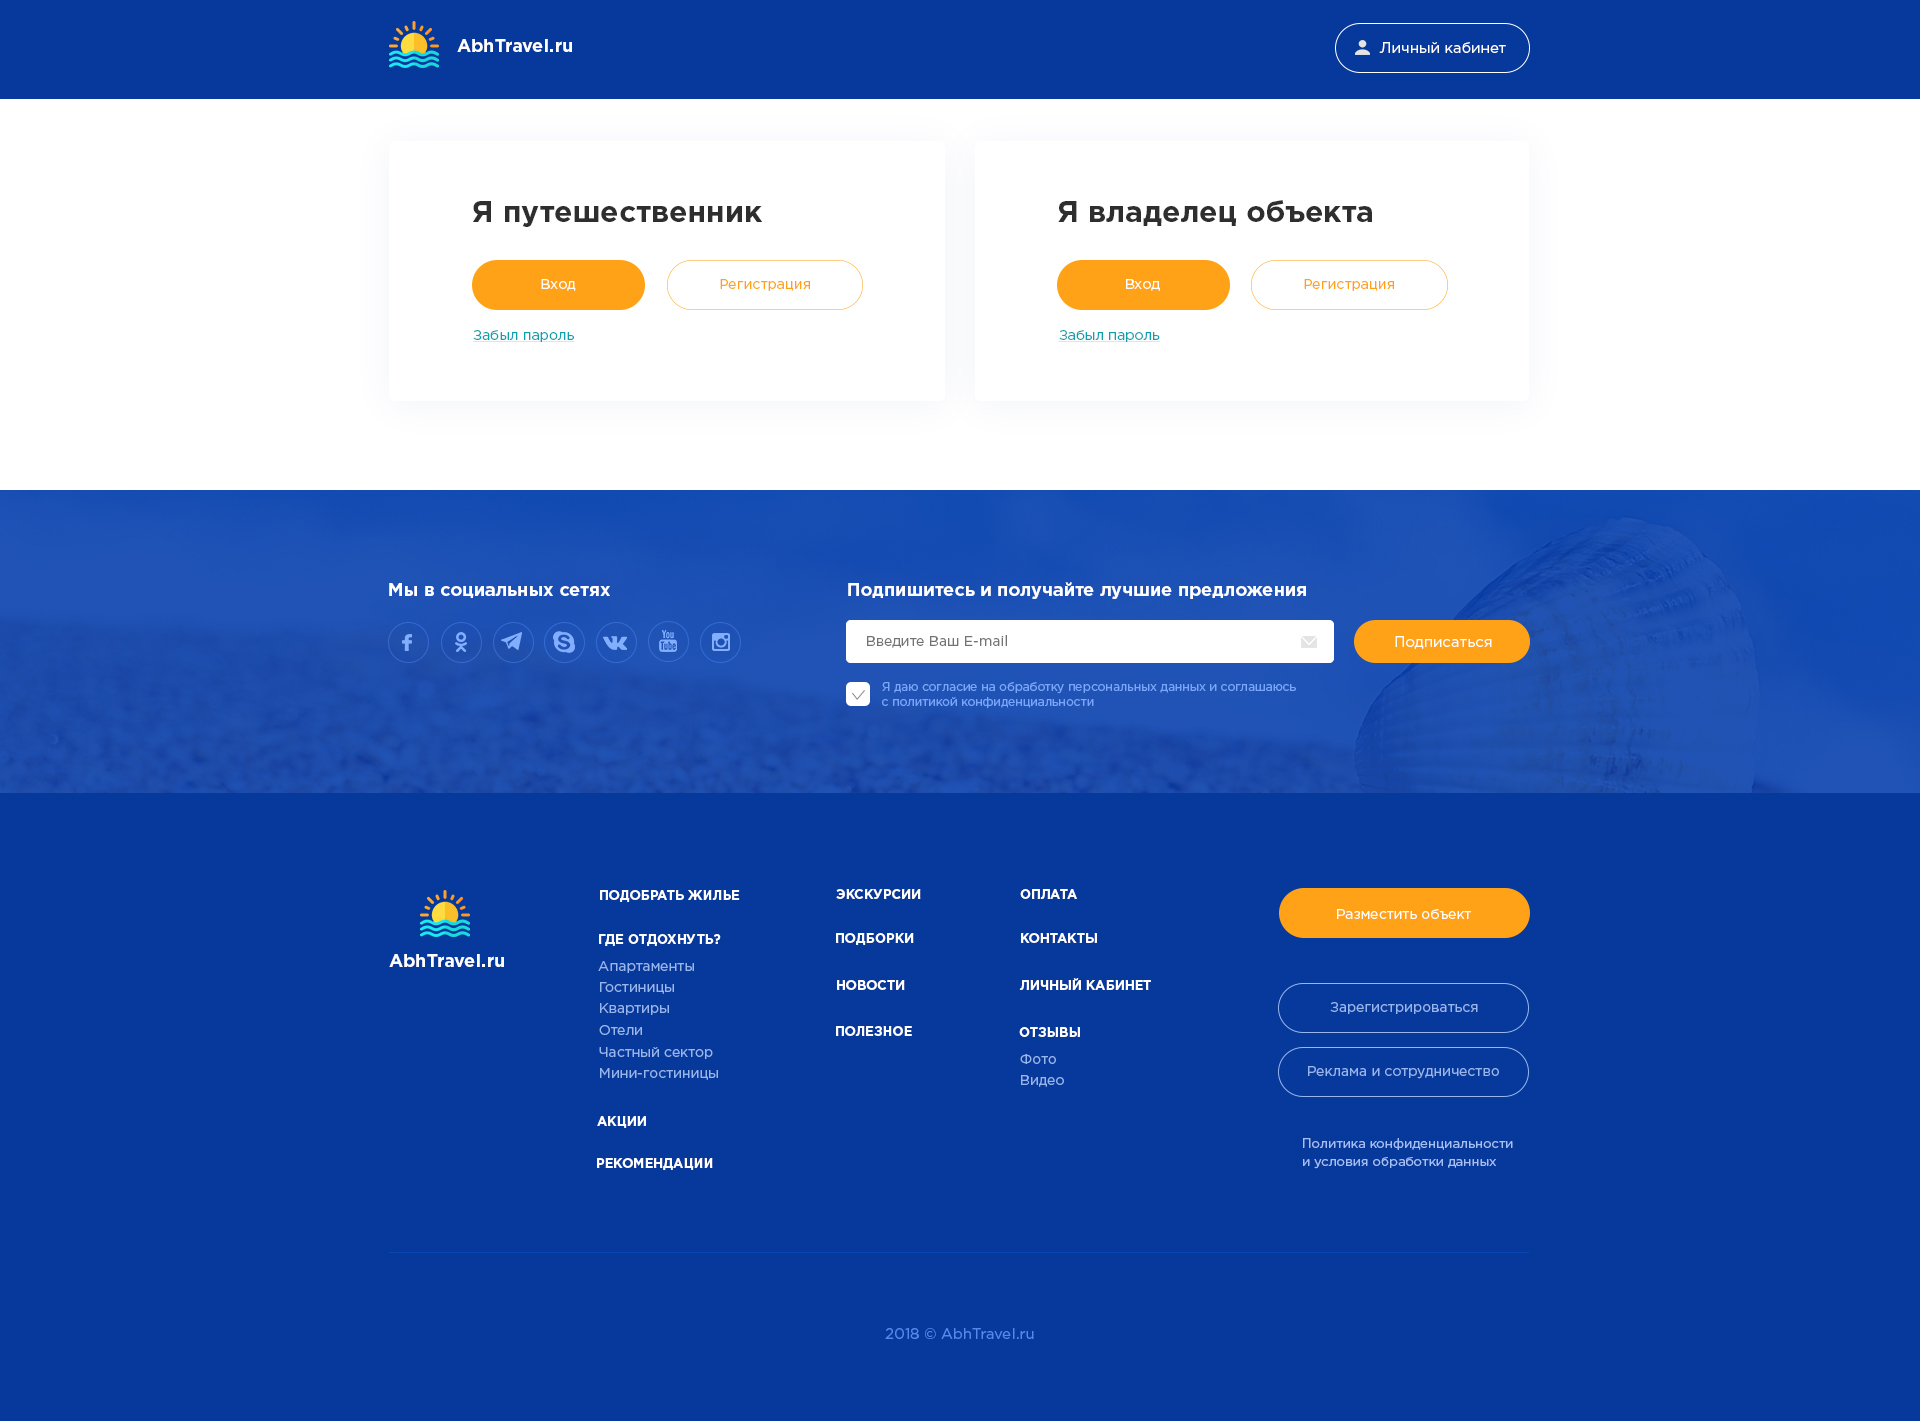 AbhTravel.ru
Личный кабинет
Я путешественник
Вход
Регистрация
Забыл пароль
Я владелец объекта
Вход
Регистрация
Забыл пароль
Мы в социальных сетях
You
Tube
Подпишитесь и получайте лучшие предложения
Введите Ваш E-mail
Подписаться
Я даю согласие на обработку персональных данных и соглашаюсь
с политикой конфиденциальности
AbhTravel.ru
ПОДОБРАТЬ ЖИЛЬЕ
ГДЕ ОТДОХНУТЬ?
Апартаменты
Гостиницы
Квартиры
Отели
Частный сектор
Мини-гостиницы
АКЦИИ
РЕКОМЕНДАЦИИ
ЭКСКУРСИИ
ПОДБОРКИ
НОВОСТИ
ПОЛЕЗНОЕ
ОПЛАТА
КОНТАКТЫ
ЛИЧНЫЙ КАБИНЕТ
ОТЗЫВЫ
Фото
Видео
Разместить объект
Зарегистрироваться
Реклама и сотрудничество
Политика конфиденциальности
и условия обработки данных
2018 © AbhTravel.ru